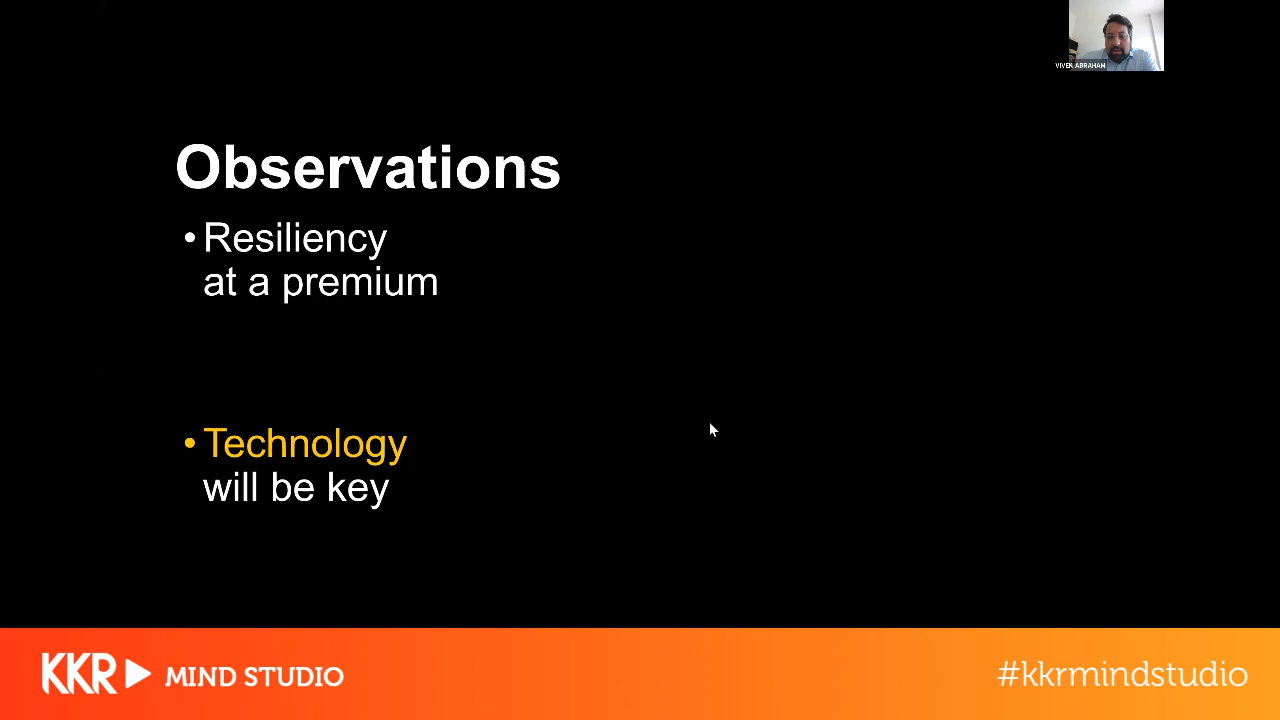 VIVEK ABRAHAM
Observations
• Resiliency
at a premium
• Technology
will be key
KKR MIND STUDIO
#kkrmindstudio